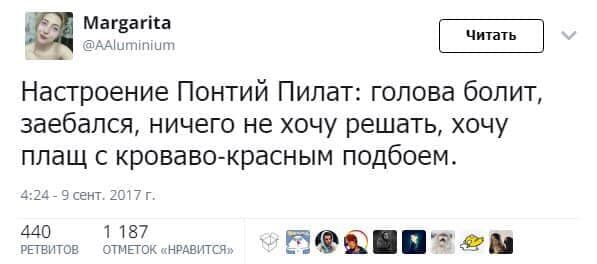 Margarita
@AAluminium
Читать
Настроение Понтий Пилат: голова болит,
заебался, ничего не хочу решать, хочу
плащ с кроваво-красным подбоем.
4:24 - 9 сент. 2017 г.
440 1 187
РЕТВИТОВ ОТМЕТОК «НРАВИТСЯ»